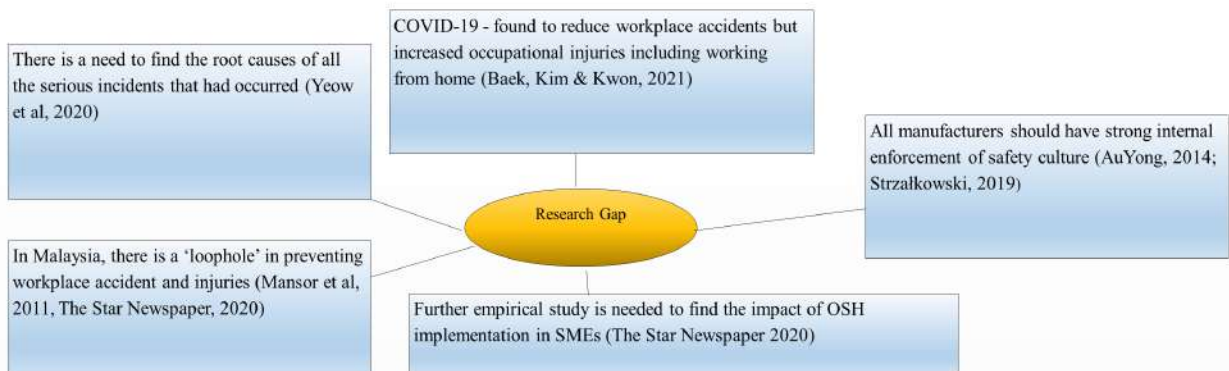 COVID-19 - found to reduce workplace accidents but
increased occupational injuries including working
from home (Baek, Kim & Kwon, 2021)
There is a need to find the root causes of all
the serious incidents that had occurred (Yeow
et al, 2020)
All manufacturers should have strong internal
enforcement of safety culture (AuYong, 2014;
Strzałkowski, 2019)
Research Gap
In Malaysia, there is a ‘loophole’ in preventing
workplace accident and injuries (Mansor et al,
2011, The Star Newspaper, 2020)
Further empirical study is needed to find the impact of OSH
implementation in SMEs (The Star Newspaper 2020)